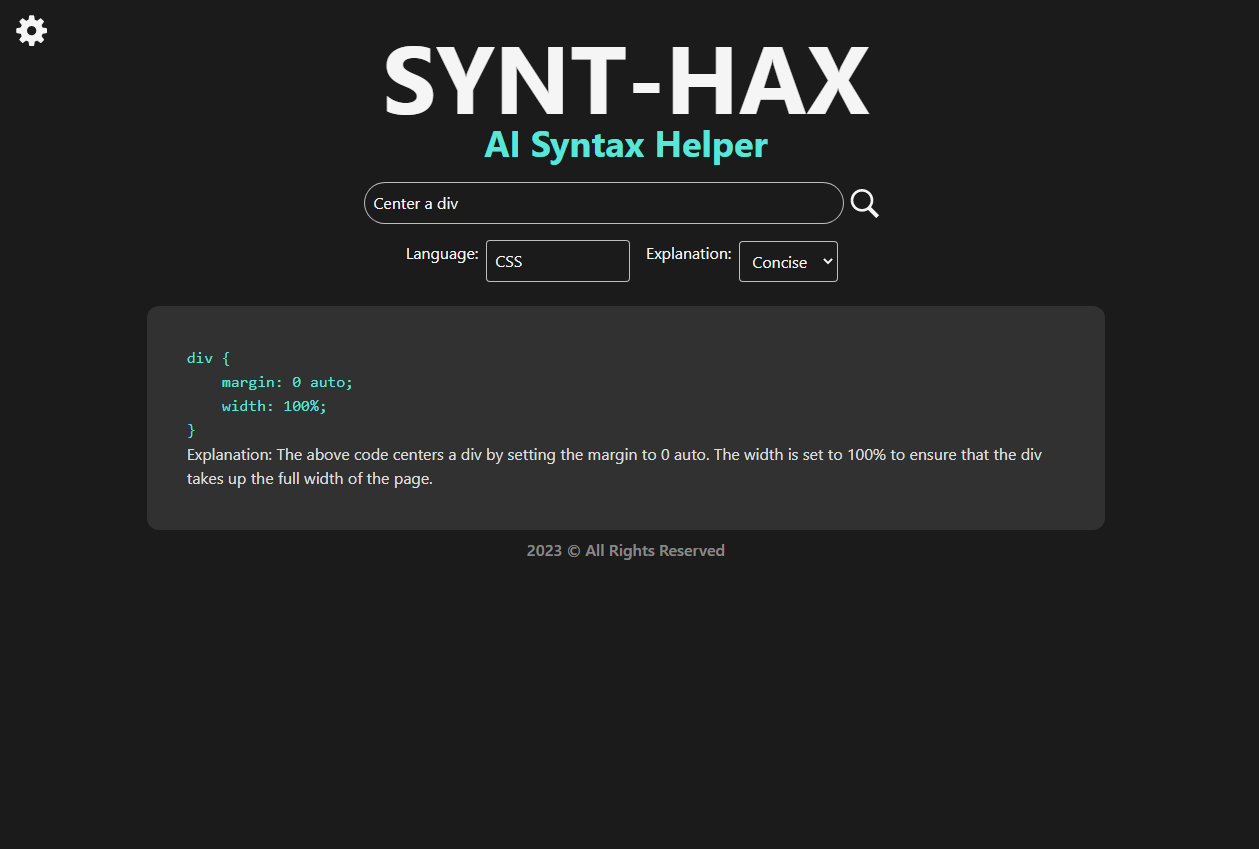 SYNT-HAX
AI Syntax Helper
Center a div
Language: CSS Explanation: Concise
div {
    margin: 0 auto;
    width: 100%;
}
Explanation: The above code centers a div by setting the margin to 0 auto. The width is set to 100% to ensure that the div
takes up the full width of the page.
2023 © All Rights Reserved